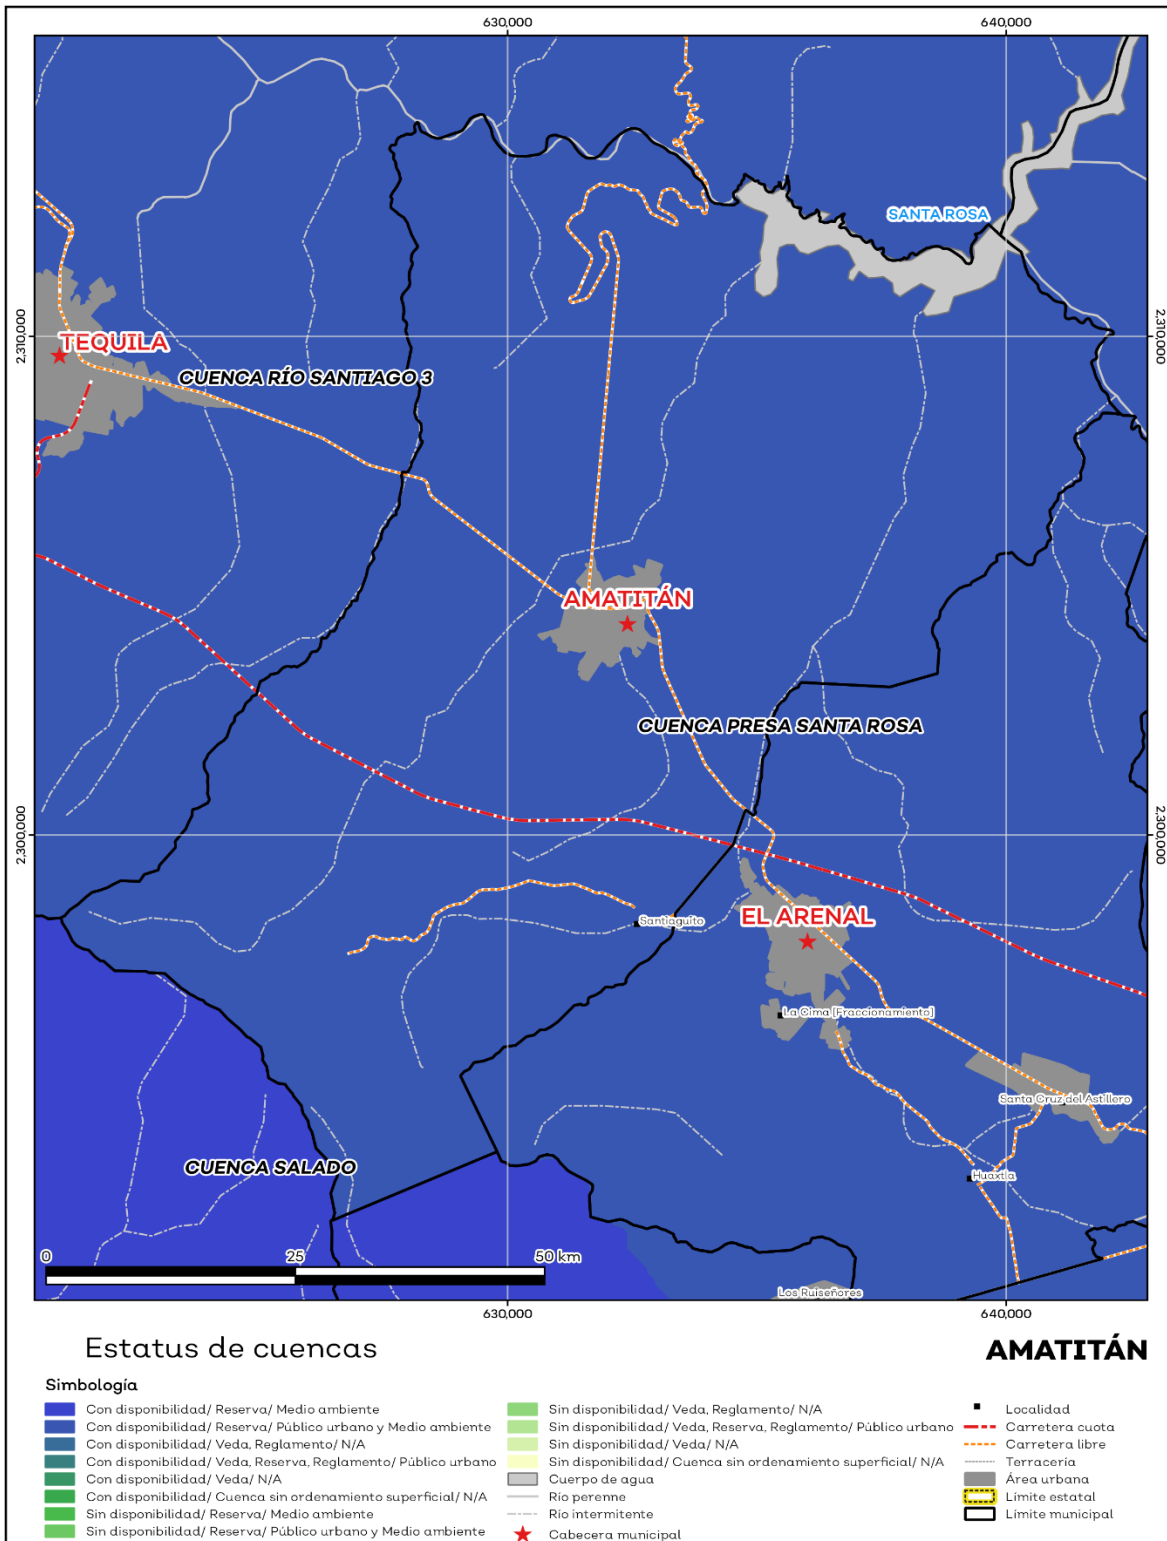 630,000
640,000
SANTA ROSA
2,310,000
2,310,000
TEQUILA
CUENCA RÍO SANTIAGO 3
AMATITÁN
CUENCA PRESA SANTA ROSA
2,300,000
2,300,000
EL ARENAL
Santiaguito
La Cima [Fraccionamiento]
Santa Cruz del Astillero
CUENCA SALADO
Huaxtla
0
25
50 km
Los Ruiseñores
630,000
640,000
Estatus de cuencas
AMATITÁN
Simbología
Con disponibilidad/ Reserva/ Medio ambiente
Con disponibilidad/ Reserva/ Público urbano y Medio ambiente
Con disponibilidad/ Veda, Reglamento/ N/A
Con disponibilidad/ Veda, Reserva, Reglamento/ Público urbano
Con disponibilidad/ Veda/ N/A
Con disponibilidad/ Cuenca sin ordenamiento superficial/ N/A
Sin disponibilidad/ Reserva/ Medio ambiente
Sin disponibilidad/ Reserva/ Público urbano y Medio ambiente
Sin disponibilidad/ Veda, Reglamento/ N/A
Sin disponibilidad/ Veda, Reserva, Reglamento/ Público urbano
Sin disponibilidad/ Veda/ N/A
Sin disponibilidad/ Cuenca sin ordenamiento superficial/ N/A
Cuerpo de agua
Río perenne
Río intermitente
Cabecera municipal
Localidad
Carretera cuota
Carretera libre
Terracería
Área urbana
Límite estatal
Límite municipal